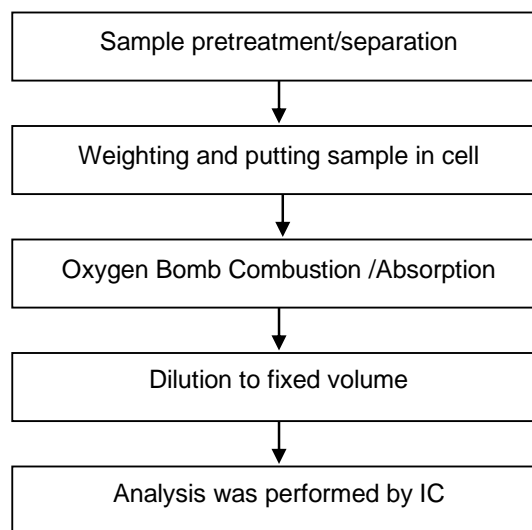 Sample pretreatment/separation
Weighting and putting sample in cell
Oxygen Bomb Combustion /Absorption
Dilution to fixed volume
Analysis was performed by IC